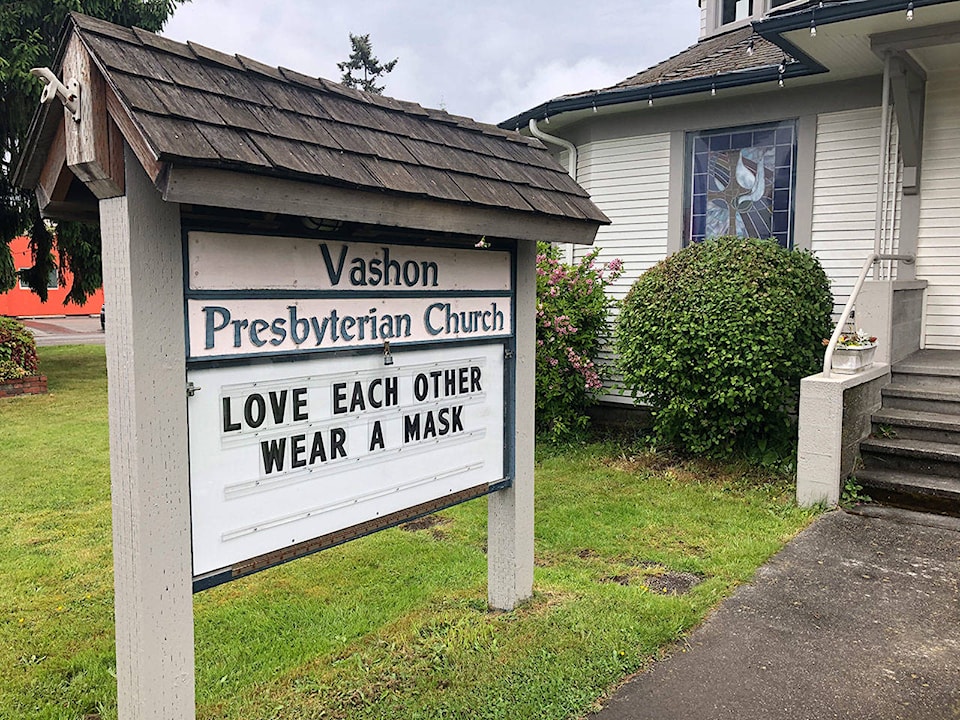 Vashon
Presbyterian Church
LOVE EACH OTHER
WEAR A MASK